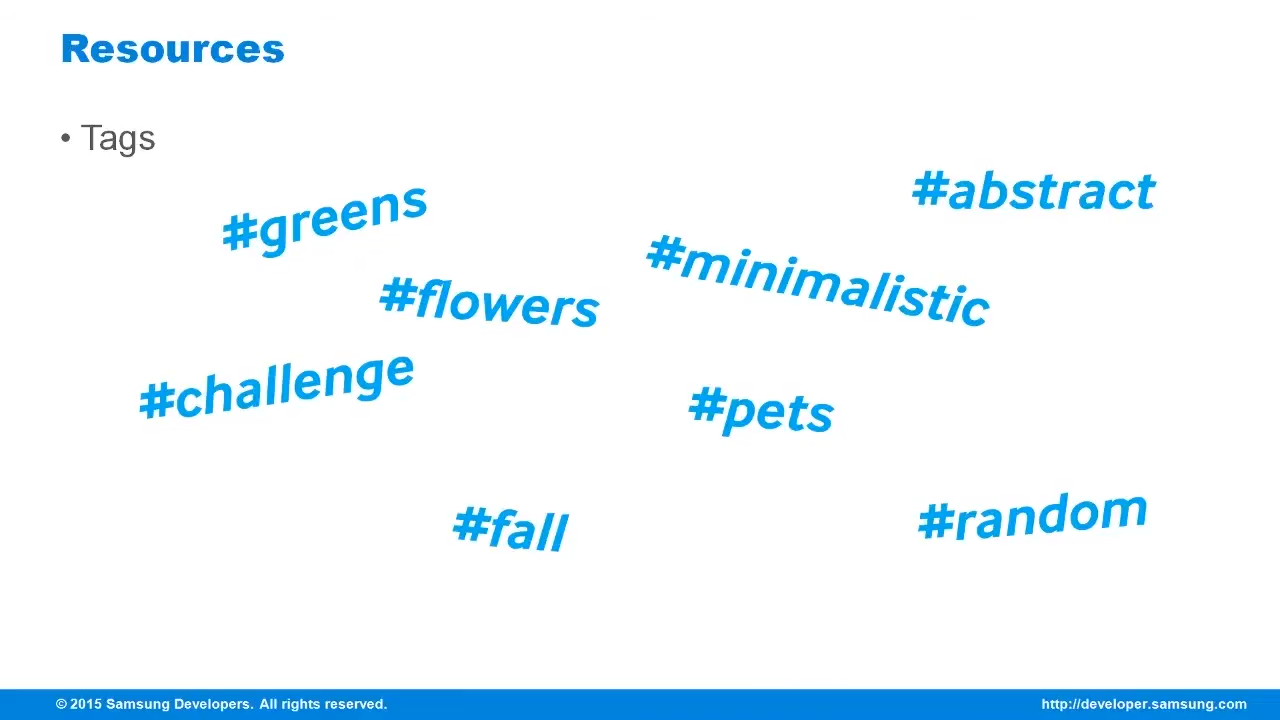 Resources
• Tags
#abstract
#greens
#minimalistic
#flowers
#challenge
#pets
#fall
#random
© 2015 Samsung Developers. All rights reserved.
http://developer.samsung.com